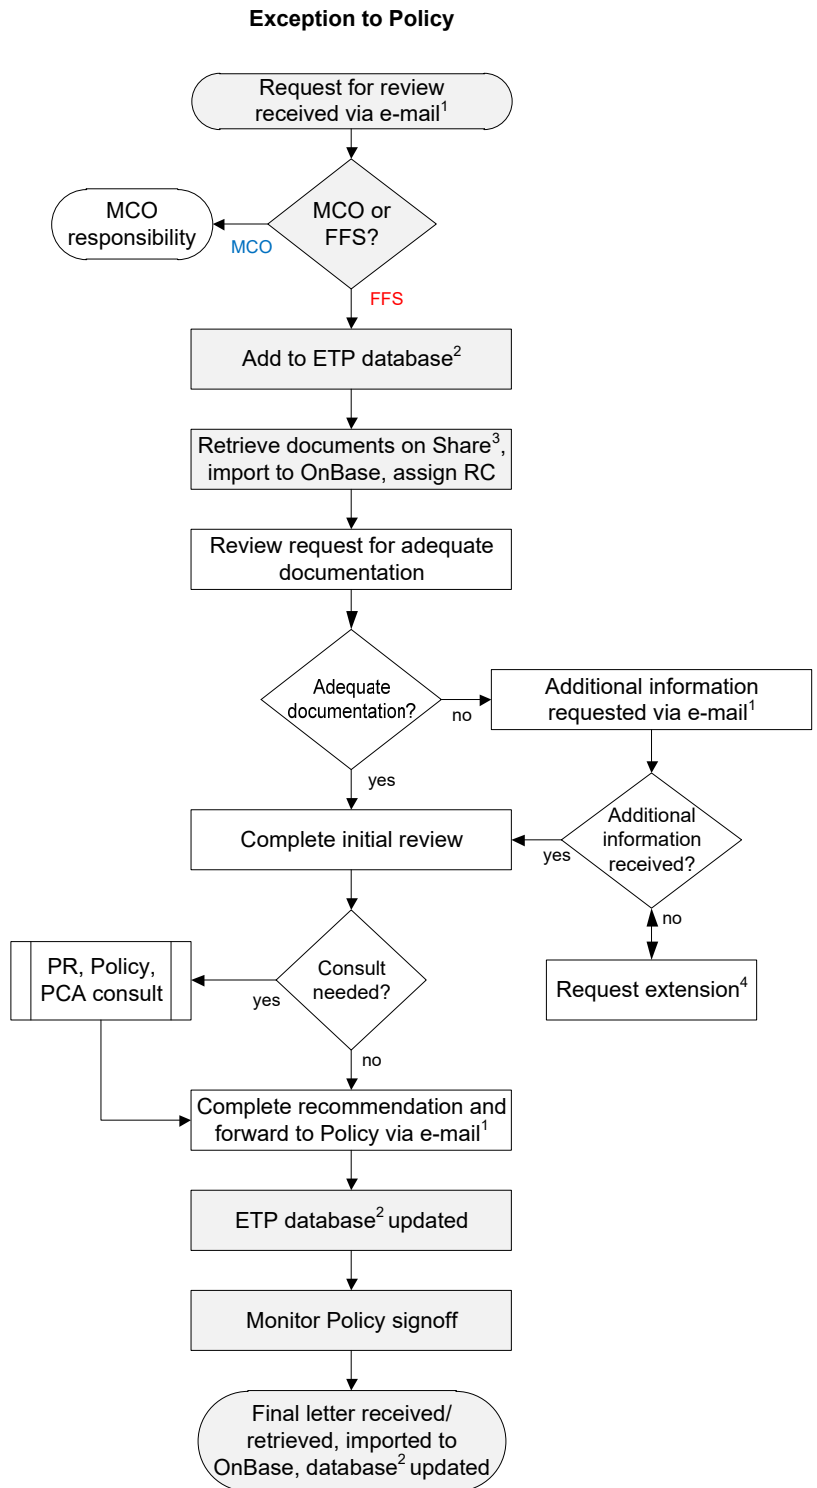 Exception to Policy
Request for review
received via e-mail1
MCO or
FFS?
MCO
responsibility
MCO
FFS
Add to ETP database2
Retrieve documents on Share3,
import to OnBase, assign RC
Review request for adequate
documentation
Adequate
documentation?
no
Additional information
requested via e-mail1
yes
Complete initial review
Additional
information
received?
yes
no
Request extension4
Consult
needed?
yes
PR, Policy,
PCA consult
no
Complete recommendation and
forward to Policy via e-mail1
ETP database2 updated
Monitor Policy signoff
Final letter received/
retrieved, imported to
OnBase, database2 updated